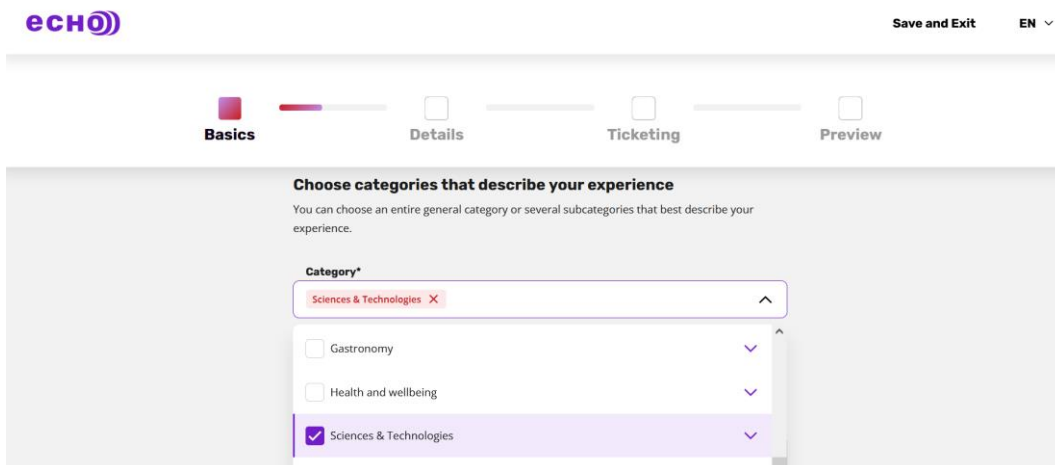 ecHO
Save and Exit EN
Basics Details Ticketing Preview
Choose categories that describe your experience
You can choose an entire general category or several subcategories that best describe your
experience.
Category*
Sciences & Technologies
Gastronomy
Health and wellbeing
Sciences & Technologies